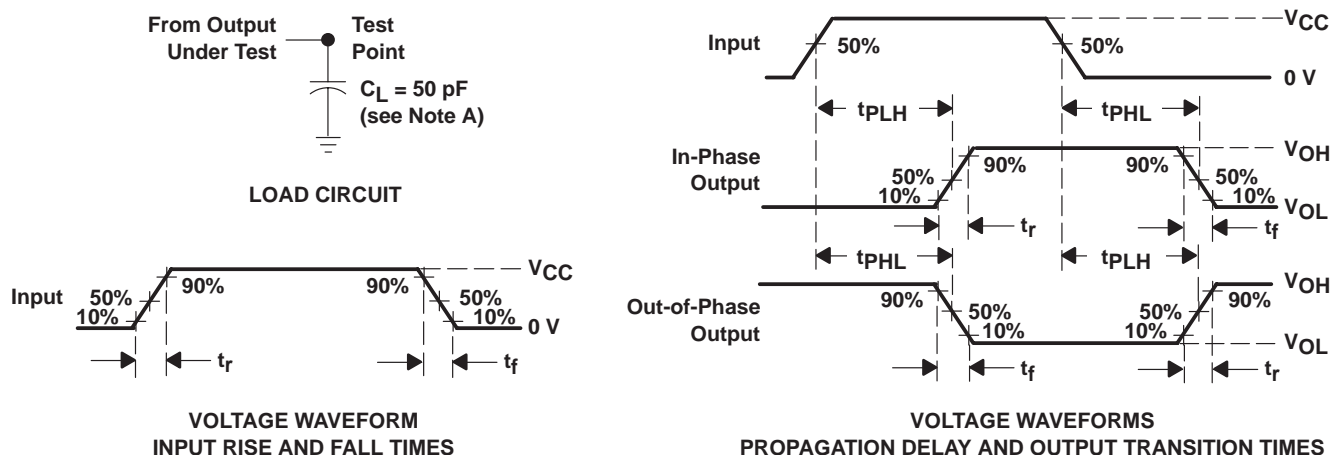 From Output
Under Test
Test
Point
CL = 50 pF
(see Note A)
LOAD CIRCUIT
Input
50%
10%
90%
90%
50%
10%
VCC
0 V
tr
tf
VOLTAGE WAVEFORM
INPUT RISE AND FALL TIMES
Input
50%
50%
VCC
0 V
tPLH
tPHL
In-Phase
Output
50%
10%
90%
90%
50%
10%
VOH
VOL
tr
tf
tPHL
tPLH
Out-of-Phase
Output
90%
50%
10%
50%
10%
90%
VOH
VOL
tf
tr
VOLTAGE WAVEFORMS
PROPAGATION DELAY AND OUTPUT TRANSITION TIMES